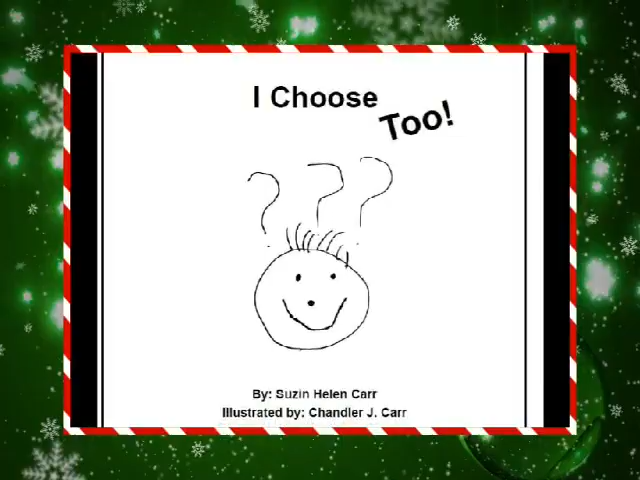 I Choose
Too!
???
By: Suzin Helen Carr
Illustrated by: Chandler J. Carr